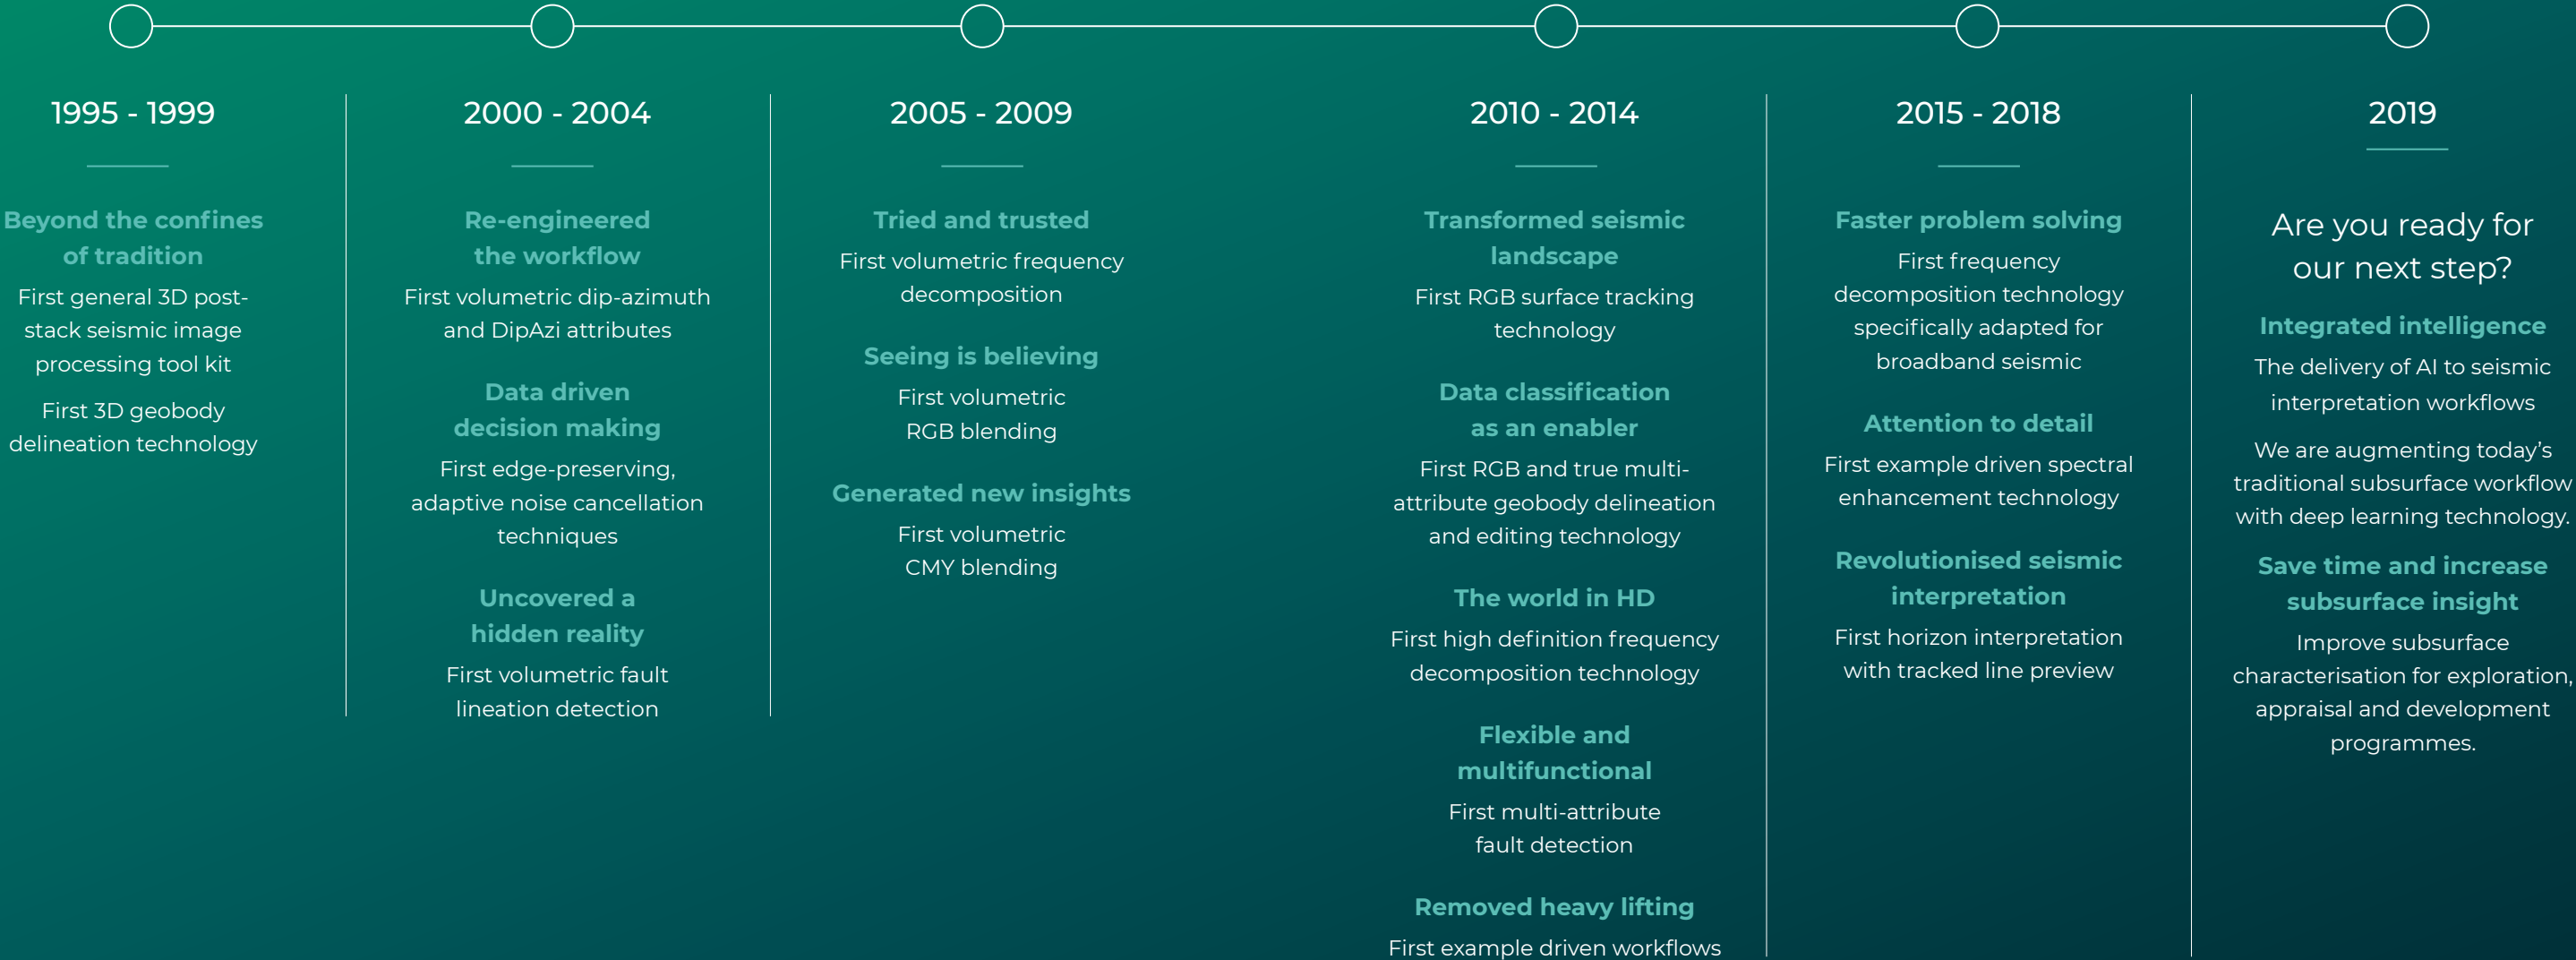 1995 - 1999
Beyond the confines
of tradition
First general 3D post-
stack seismic image
processing tool kit
First 3D geobody
delineation technology
2000 - 2004
Re-engineered
the workflow
First volumetric dip-azimuth
and DipAzi attributes
Data driven
decision making
First edge-preserving,
adaptive noise cancellation
techniques
Uncovered a
hidden reality
First volumetric fault
lineation detection
2005 - 2009
Tried and trusted
First volumetric frequency
decomposition
Seeing is believing
First volumetric
RGB blending
Generated new insights
First volumetric
CMY blending
2010 - 2014
Transformed seismic
landscape
First RGB surface tracking
technology
Data classification
as an enabler
First RGB and true multi-
attribute geobody delineation
and editing technology
The world in HD
First high definition frequency
decomposition technology
Flexible and
multifunctional
First multi-attribute
fault detection
Removed heavy lifting
First example driven workflows
2015 - 2018
Faster problem solving
First frequency
decomposition technology
specifically adapted for
broadband seismic
Attention to detail
First example driven spectral
enhancement technology
Revolutionised seismic
interpretation
First horizon interpretation
with tracked line preview
2019
Are you ready for
our next step?
Integrated intelligence
The delivery of AI to seismic
interpretation workflows
We are augmenting today’s
traditional subsurface workflow
with deep learning technology.
Save time and increase
subsurface insight
Improve subsurface
characterisation for exploration,
appraisal and development
programmes.